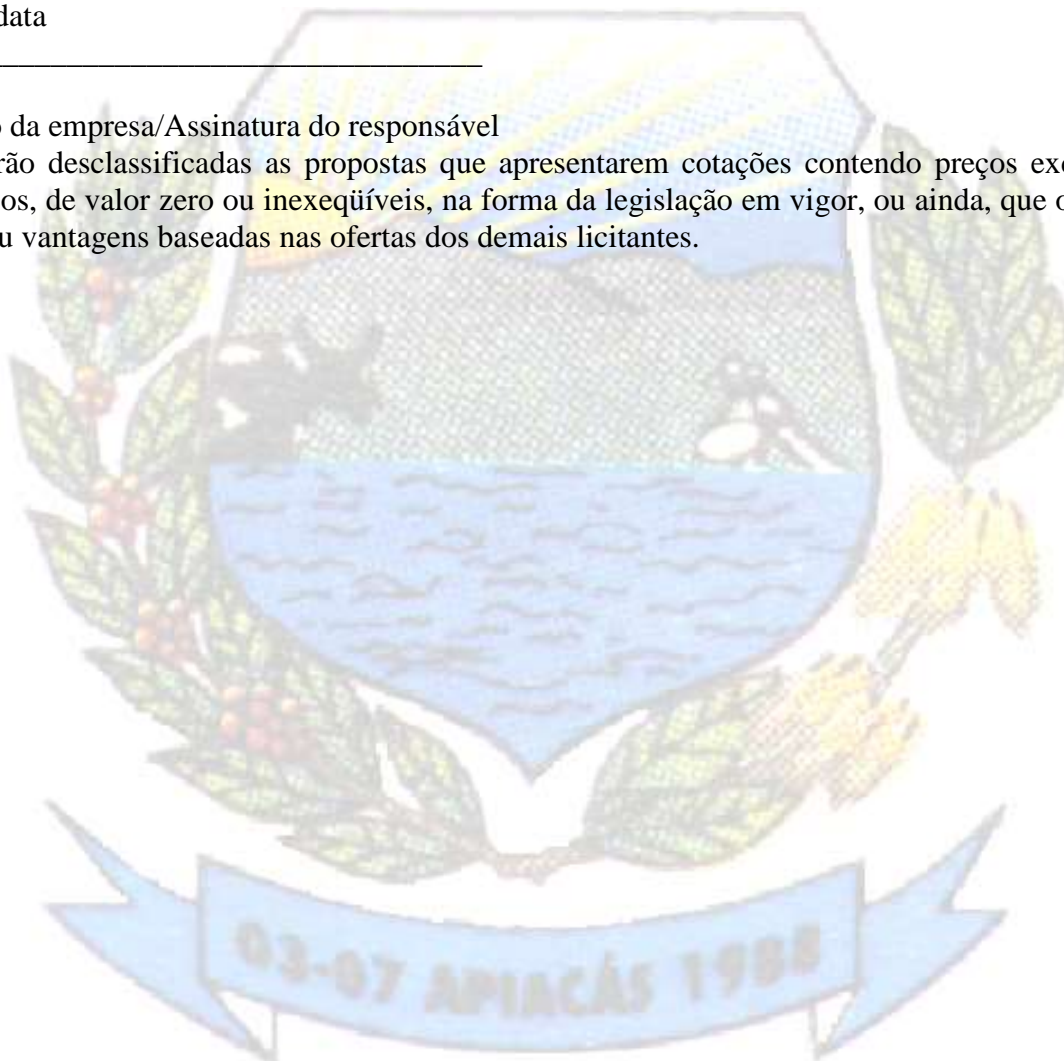 data
o da empresa/Assinatura do responsável
rão desclassificadas as propostas que apresentarem cotações contendo preços exc
os, de valor zero ou inexeqüíveis, na forma da legislação em vigor, ou ainda, que o
u vantagens baseadas nas ofertas dos demais licitantes.
03-07 APIACÁS 1988